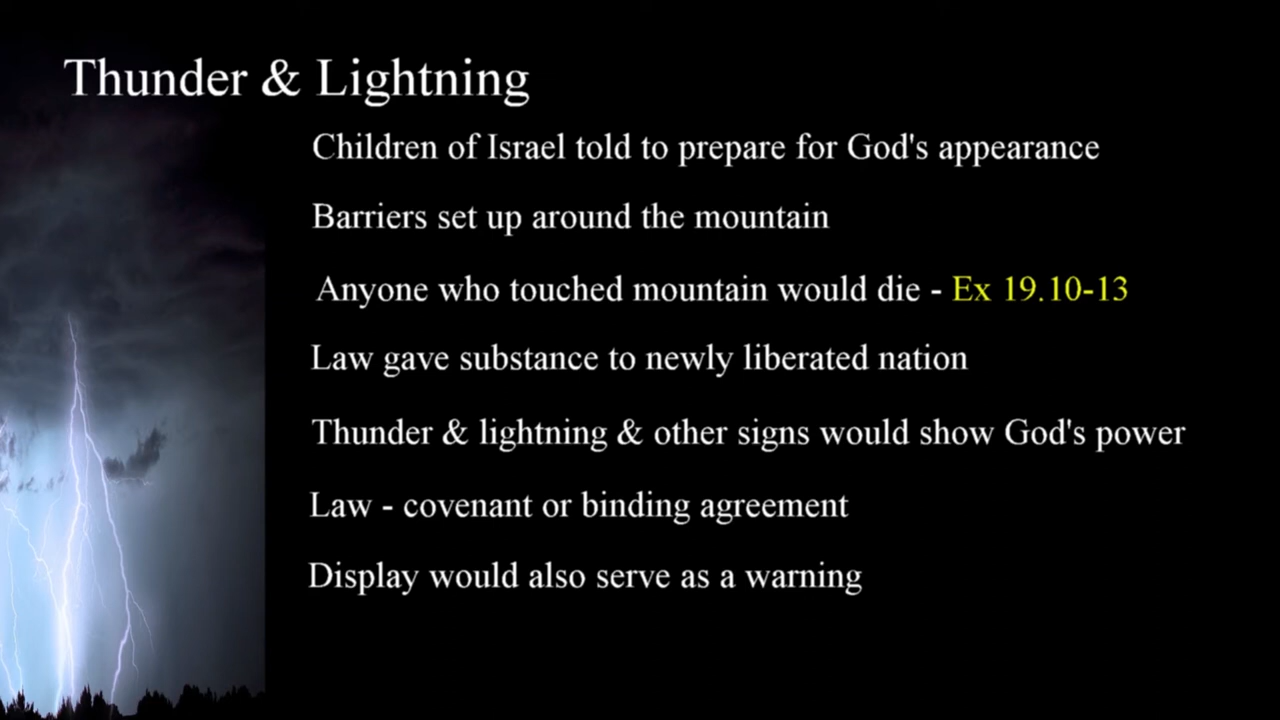 Thunder & Lightning
Children of Israel told to prepare for God's appearance
Barriers set up around the mountain
Anyone who touched mountain would die - Ex 19.10-13
Law gave substance to newly liberated nation
Thunder & lightning & other signs would show God's power
Law - covenant or binding agreement
Display would also serve as a warning